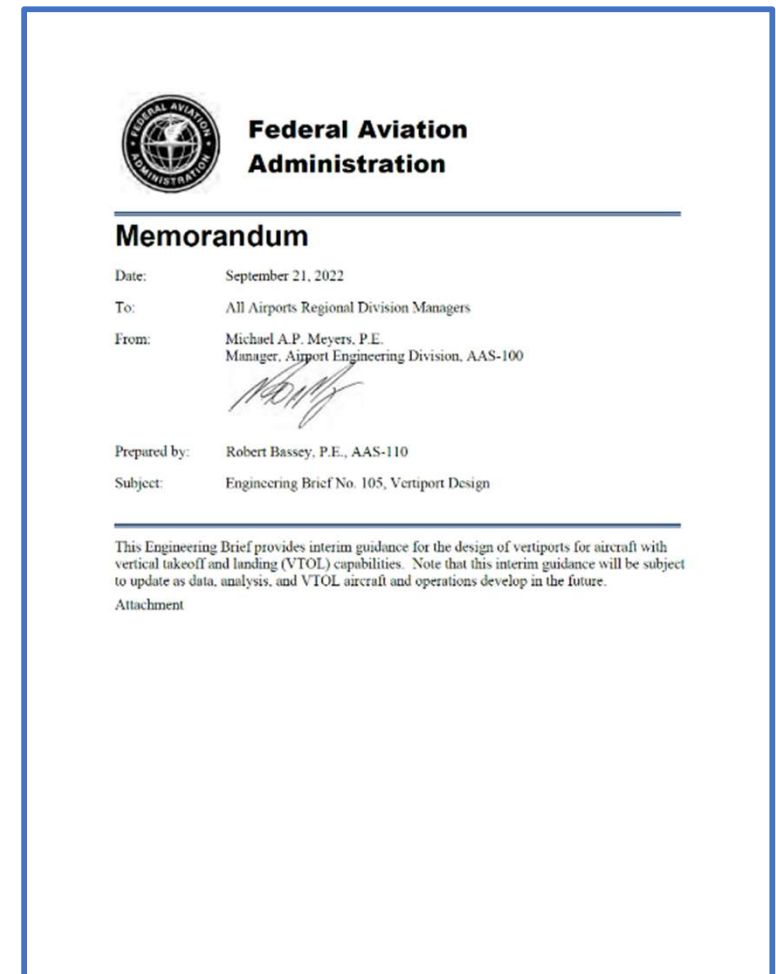 FEDERAL AVIATION
ADMINISTRATION
Federal Aviation
Administration
Memorandum
Date: September 21, 2022
To: All Airports Regional Division Managers
From: Michael A.P. Meyers, P.E.
Manager, Airport Engineering Division, AAS-100
Prepared by: Robert Bassey, P.E., AAS-110
Subject: Engineering Brief No. 105, Vertiport Design
This Engineering Brief provides interim guidance for the design of vertiports for aircraft with
vertical takeoff and landing (VTOL) capabilities.  Note that this interim guidance will be subject
to update as data, analysis, and VTOL aircraft and operations develop in the future.
Attachment